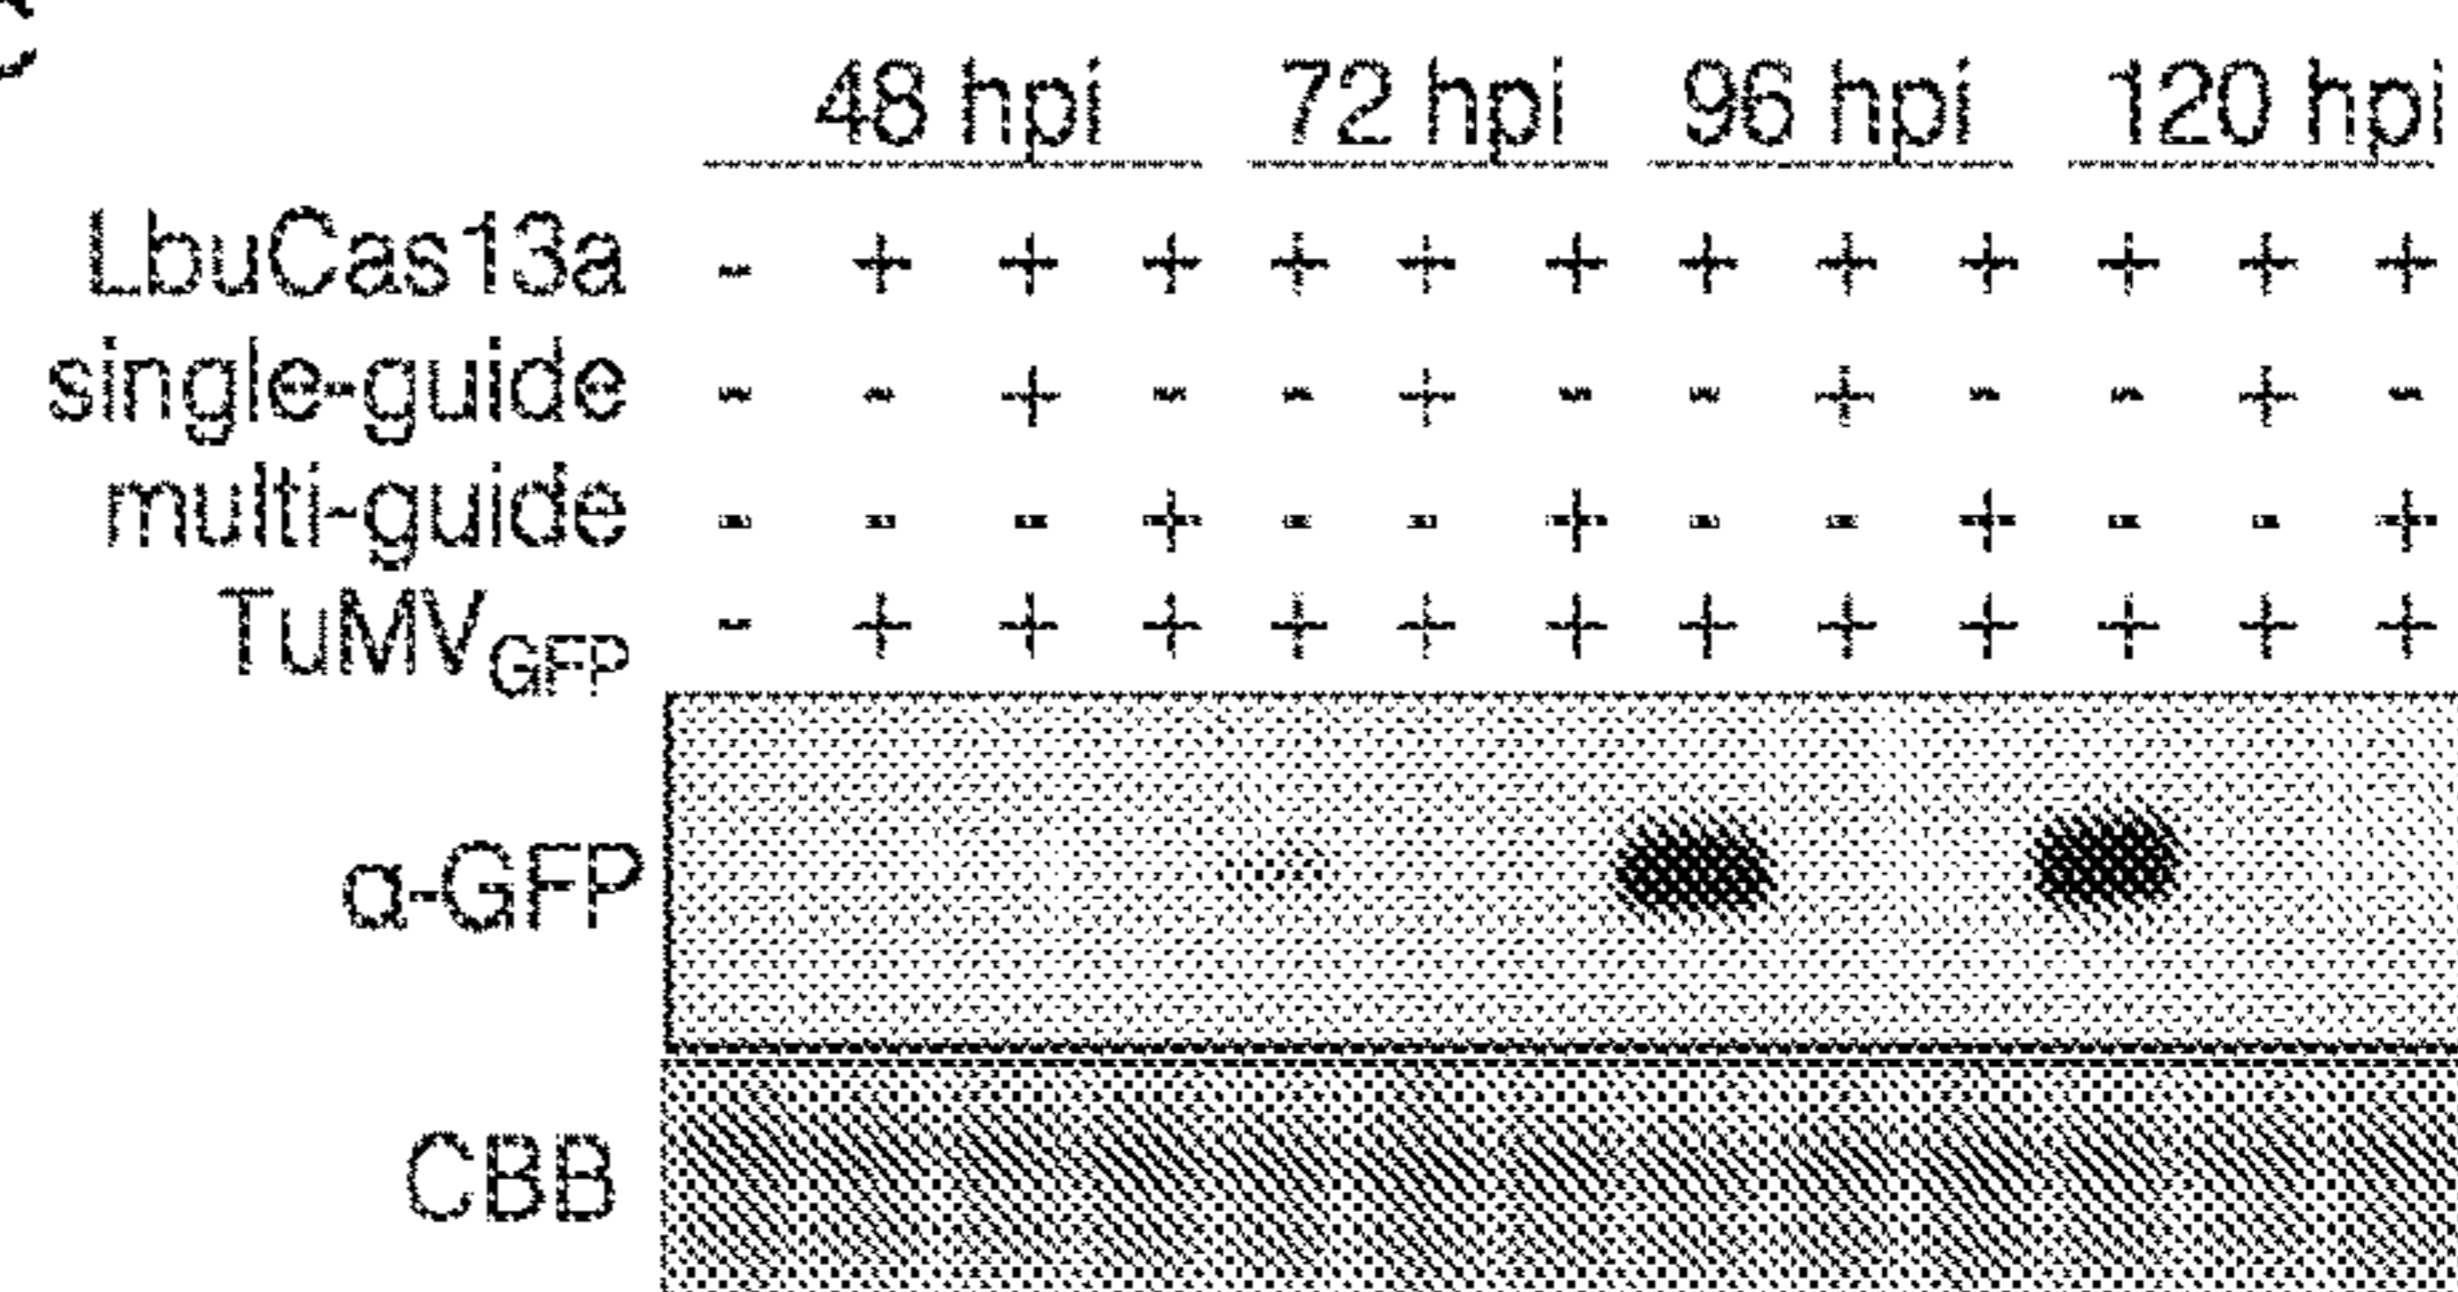 48 hpi 72 hpi 96 hpi 120 hpi
LbuCas13a - + + + + + + + + + + + +
single-guide - - + - - + - - + - - + -
multi-guide - - - + - - + - - + - - +
TuMVGFP - + + + + + + + + + + + +
α-GFP
CBB